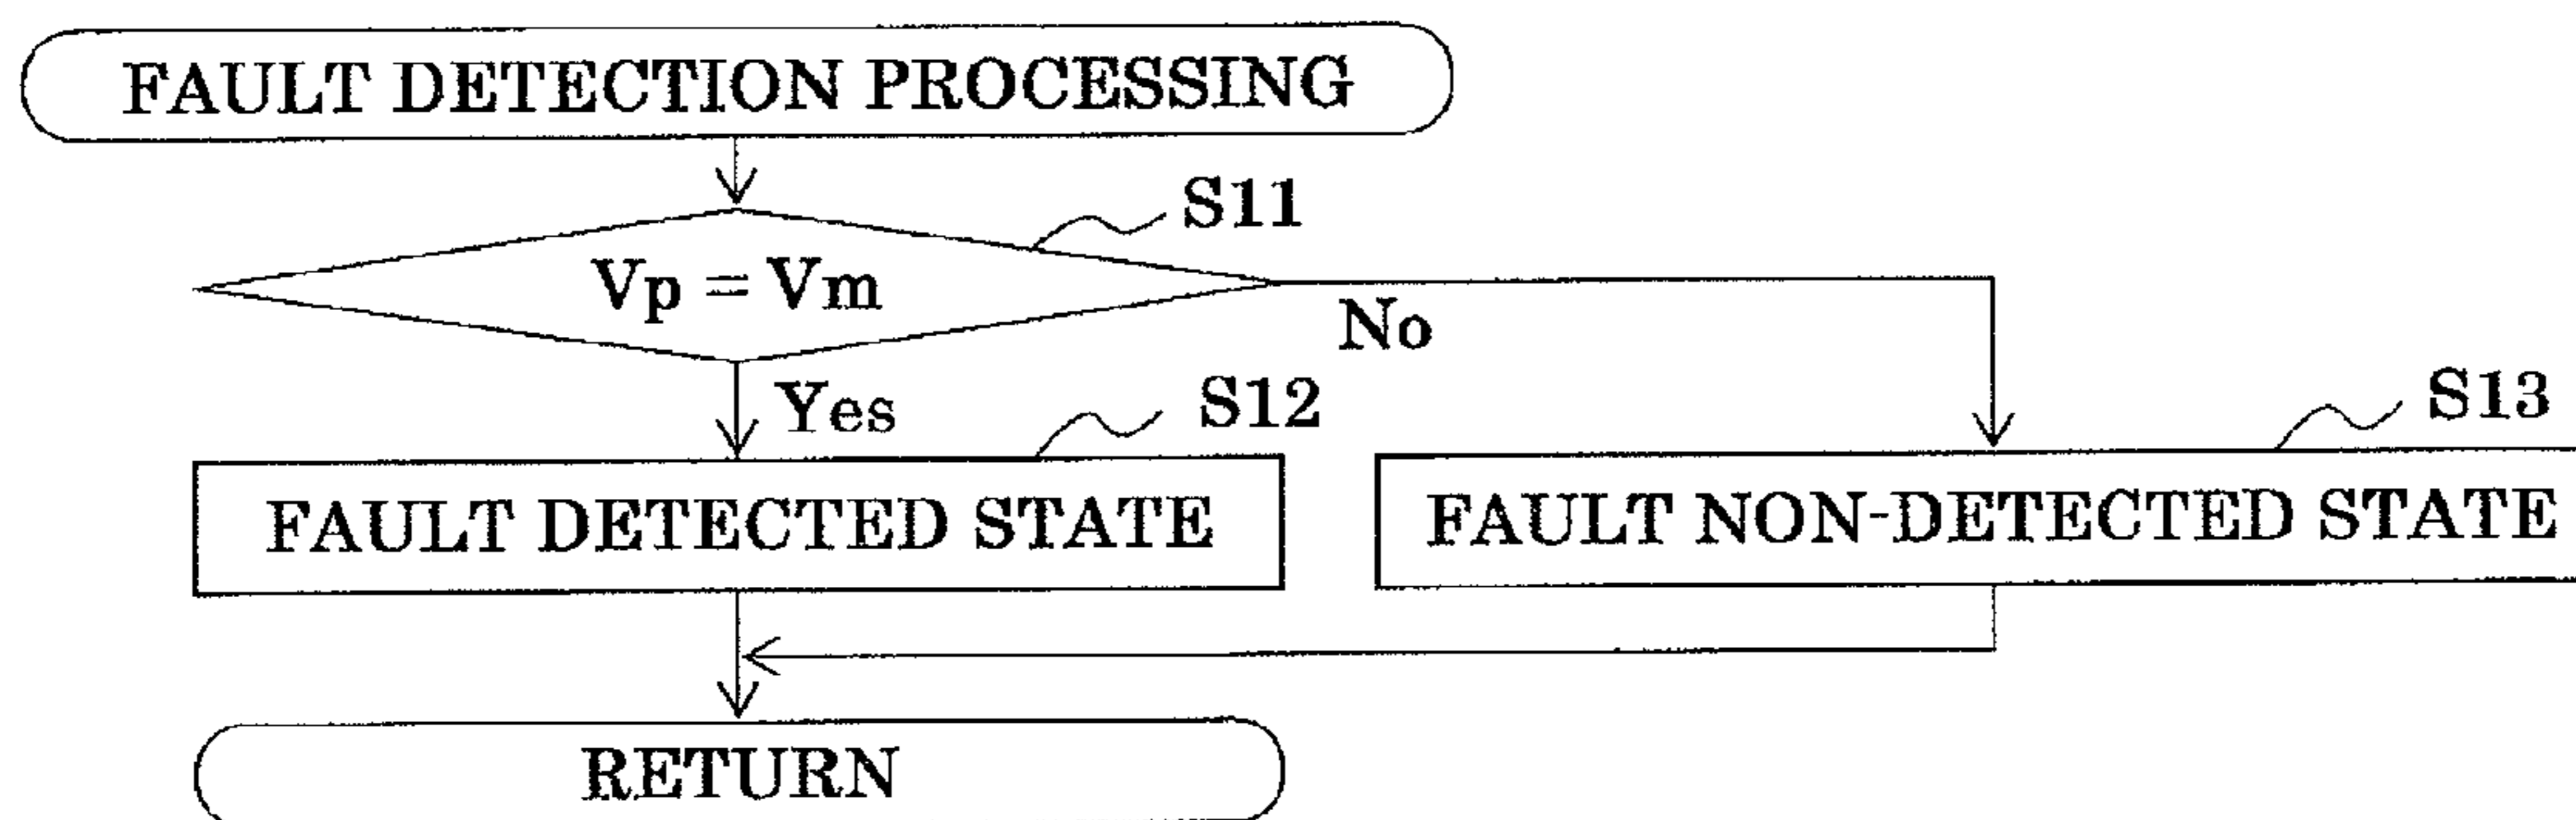 FAULT DETECTION PROCESSING
S11
Vp = Vm
No
Yes
S12
S13
FAULT DETECTED STATE
FAULT NON-DETECTED STATE
RETURN